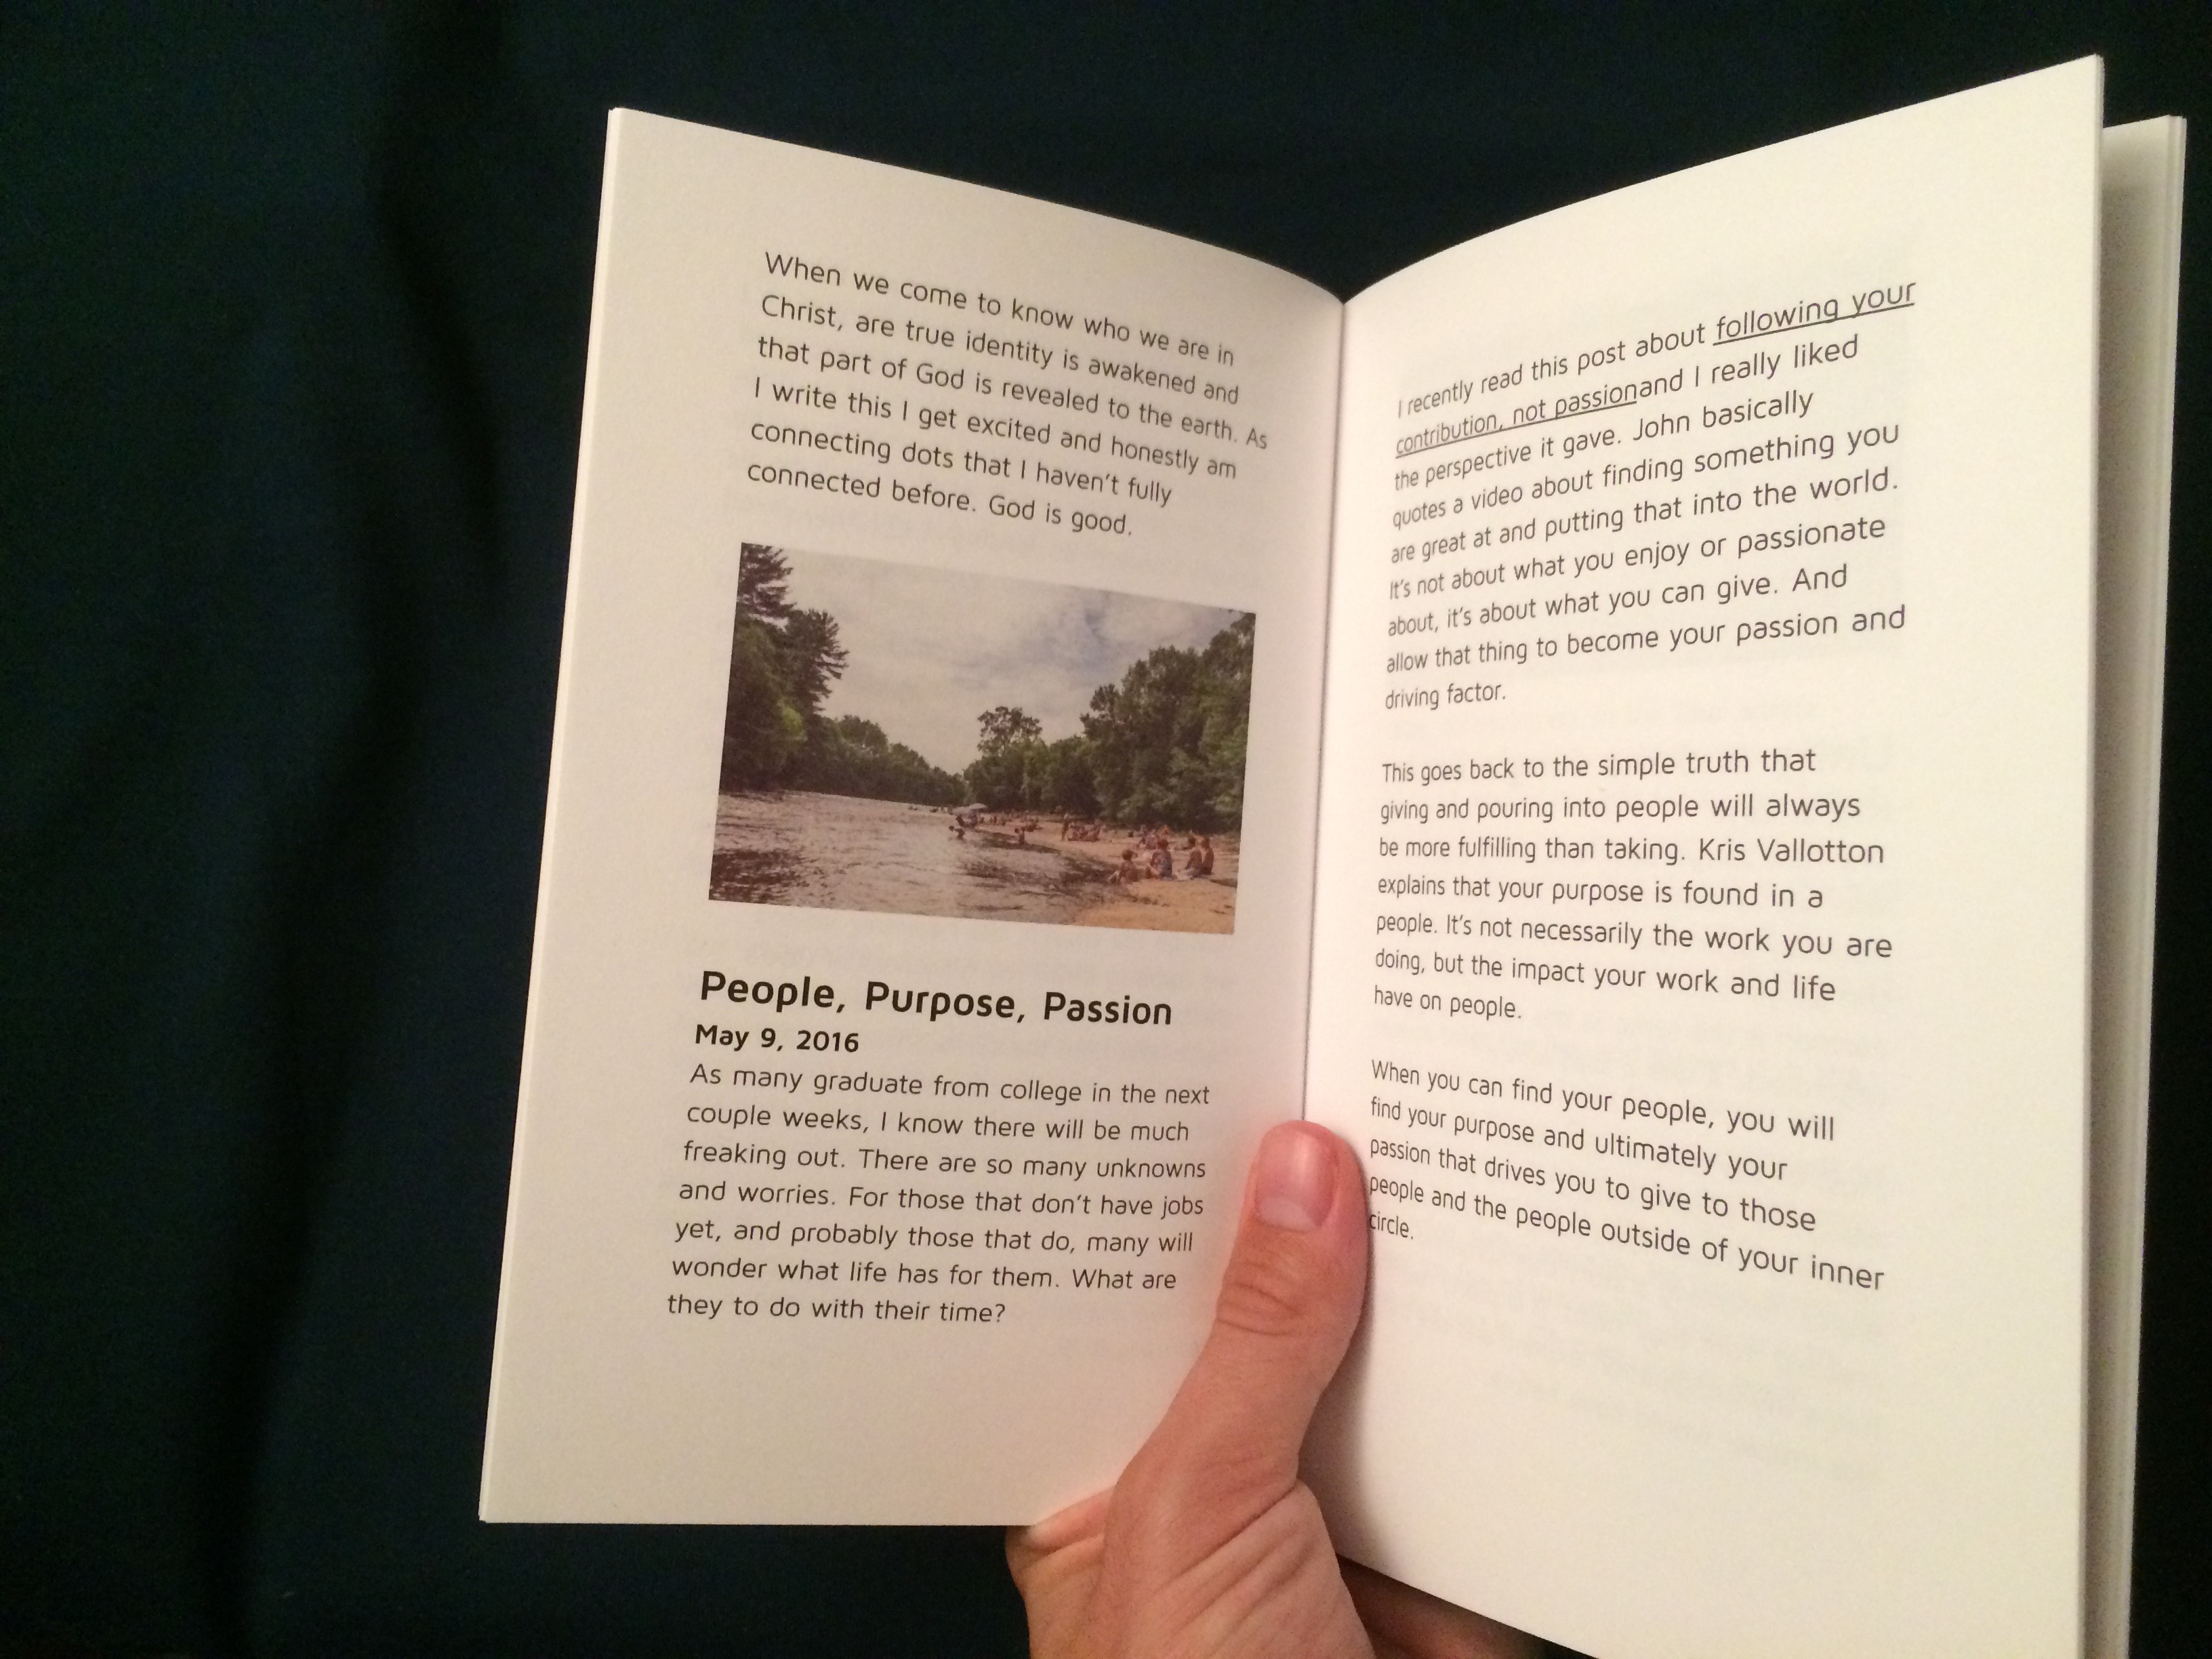 When we come to know who we are in
Christ, are true identity is awakened and
that part of God is revealed to the earth. As
I write this I get excited and honestly am
connecting dots that I haven't fully
connected before. God is good.
People, Purpose, Passion
May 9, 2016
As many graduate from college in the next
couple weeks, I know there will be much
freaking out. There are so many unknowns
and worries. For those that don't have jobs
yet, and probably those that do, many will
wonder what life has for them. What are
they to do with their time?
I recently read this post about following your
contribution, not passionand I really liked
the perspective it gave. John basically
quotes a video about finding something you
are great at and putting that into the world.
It's not about what you enjoy or passionate
about, it's about what you can give. And
allow that thing to become your passion and
driving factor.
This goes back to the simple truth that
giving and pouring into people will always
be more fulfilling than taking. Kris Vallotton
explains that your purpose is found in a
people. It's not necessarily the work you are
doing, but the impact your work and life
have on people.
When you can find your people, you will
find your purpose and ultimately your
passion that drives you to give to those
people and the people outside of your inner
circle.